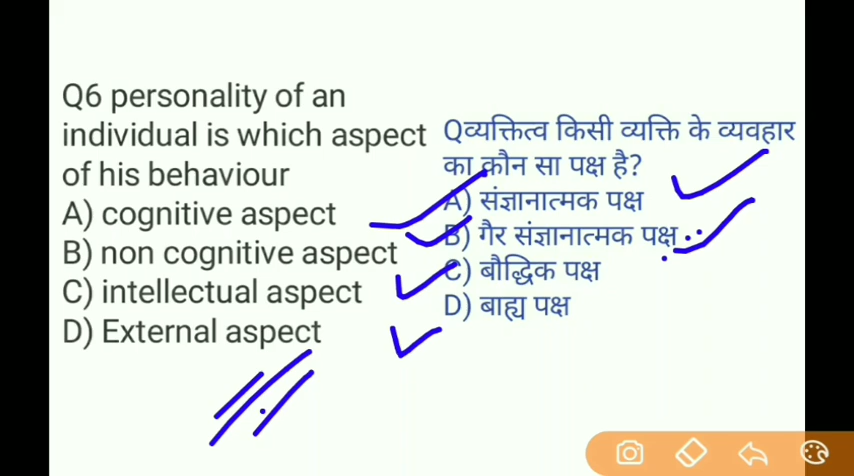 Q6 personality of an
individual is which aspect
of his behaviour
A) cognitive aspect
B) non cognitive aspect
C) intellectual aspect
D) External aspect
Qव्यक्तित्व किसी व्यक्ति के व्यवहार
का कौन सा पक्ष है?
A) संज्ञानात्मक पक्ष
B) गैर संज्ञानात्मक पक्ष
C) बौद्धिक पक्ष
D) बाह्य पक्ष